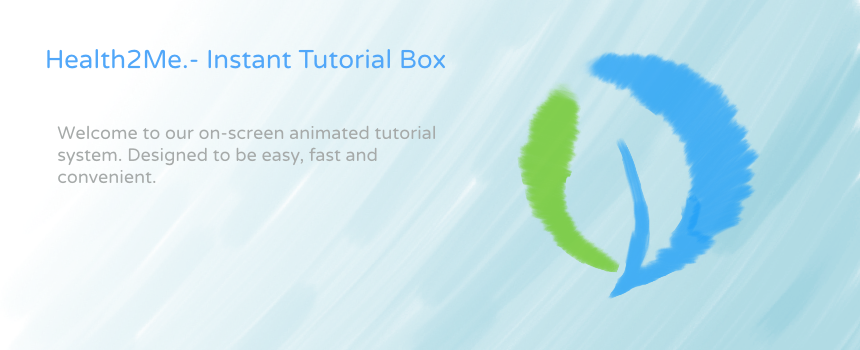 Health2Me.- Instant Tutorial Box
Welcome to our on-screen animated tutorial
system. Designed to be easy, fast and
convenient.